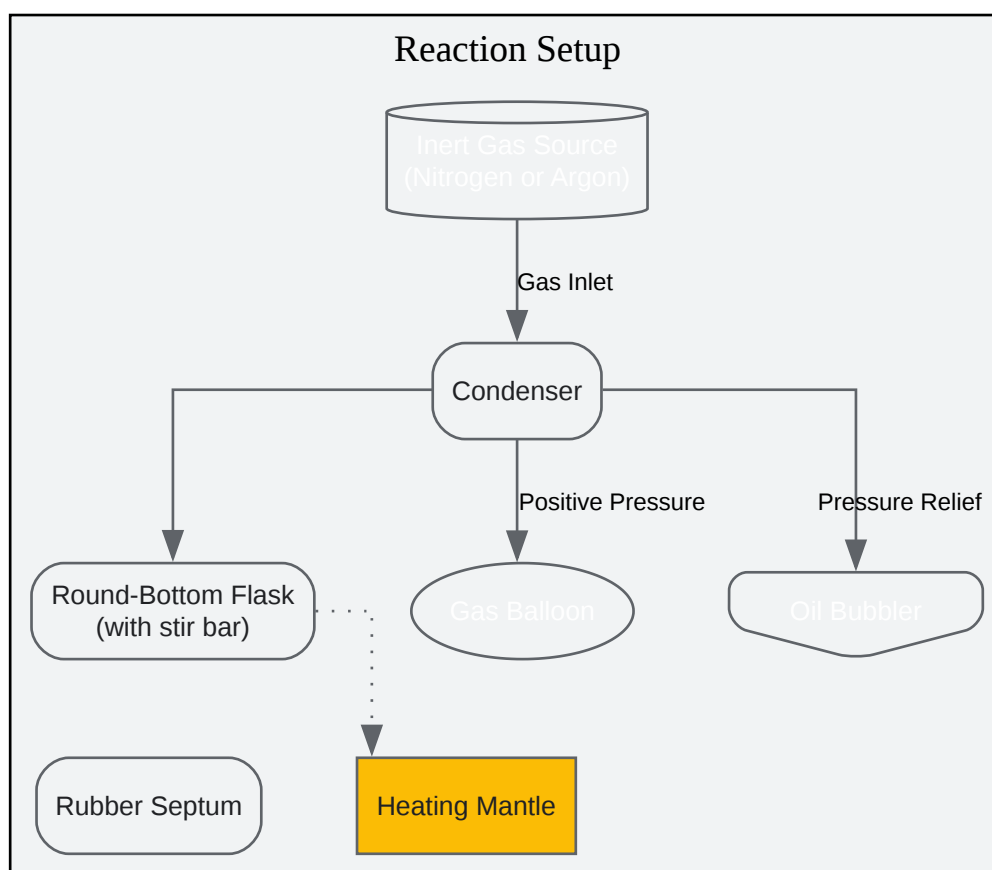 Reaction Setup
Inert Gas Source
(Nitrogen or Argon)
Gas Inlet
Condenser
Positive Pressure
Pressure Relief
Round-Bottom Flask
(with stir bar)
Gas Balloon
Oil Bubbler
Rubber Septum
Heating Mantle